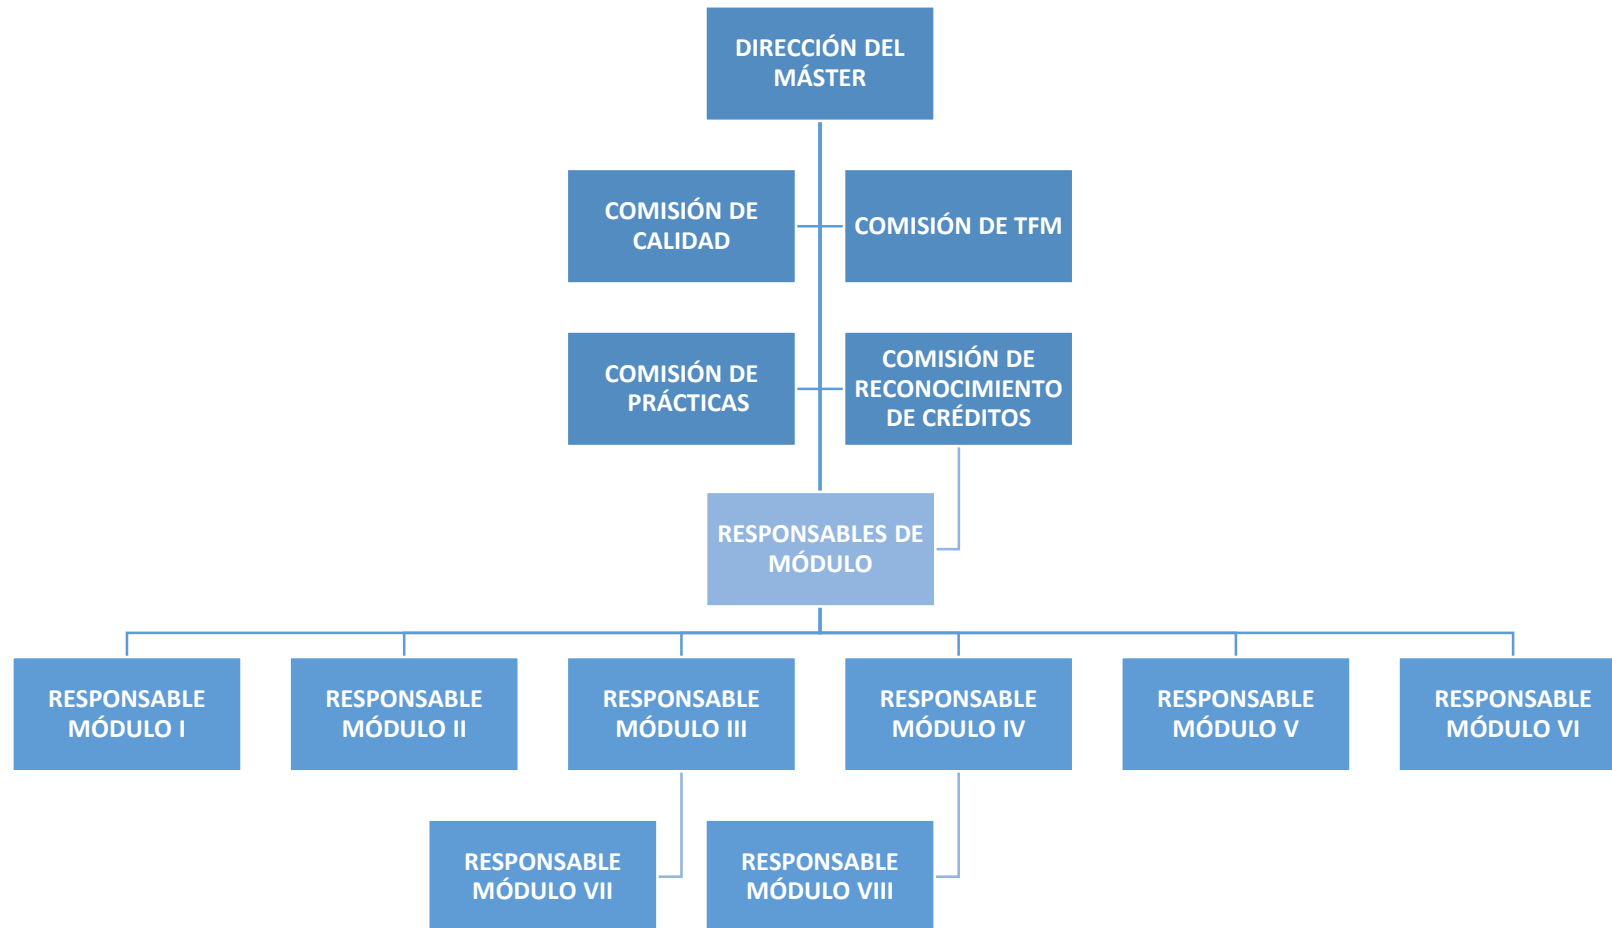 DIRECCIÓN DEL
MÁSTER
COMISIÓN DE
CALIDAD
COMISIÓN DE TFM
COMISIÓN DE
PRÁCTICAS
COMISIÓN DE
RECONOCIMIENTO
DE CRÉDITOS
RESPONSABLES DE
MÓDULO
RESPONSABLE
MÓDULO I
RESPONSABLE
MÓDULO II
RESPONSABLE
MÓDULO III
RESPONSABLE
MÓDULO IV
RESPONSABLE
MÓDULO V
RESPONSABLE
MÓDULO VI
RESPONSABLE
MÓDULO VII
RESPONSABLE
MÓDULO VIII